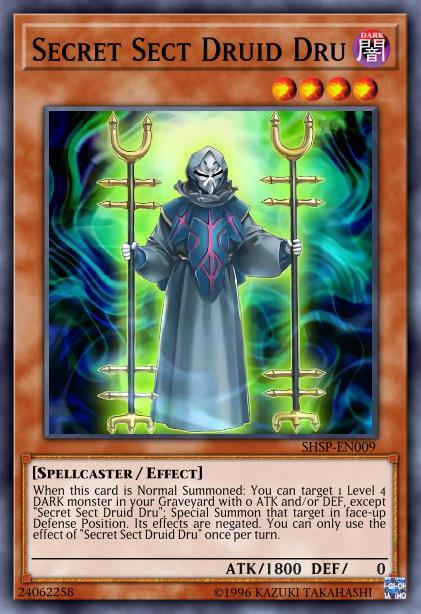 SECRET SECT DRUID DRU
DARK
闇
SHSP-EN009
[SPELLCASTER / EFFECT]
When this card is Normal Summoned: You can target 1 Level 4
DARK monster in your Graveyard with 0 ATK and/or DEF, except
"Secret Sect Druid Dru"; Special Summon that target in face-up
Defense Position. Its effects are negated. You can only use the
effect of "Secret Sect Druid Dru" once per turn.
ATK/1800 DEF/ 0
24062258
©1996 KAZUKI TAKAHASHI